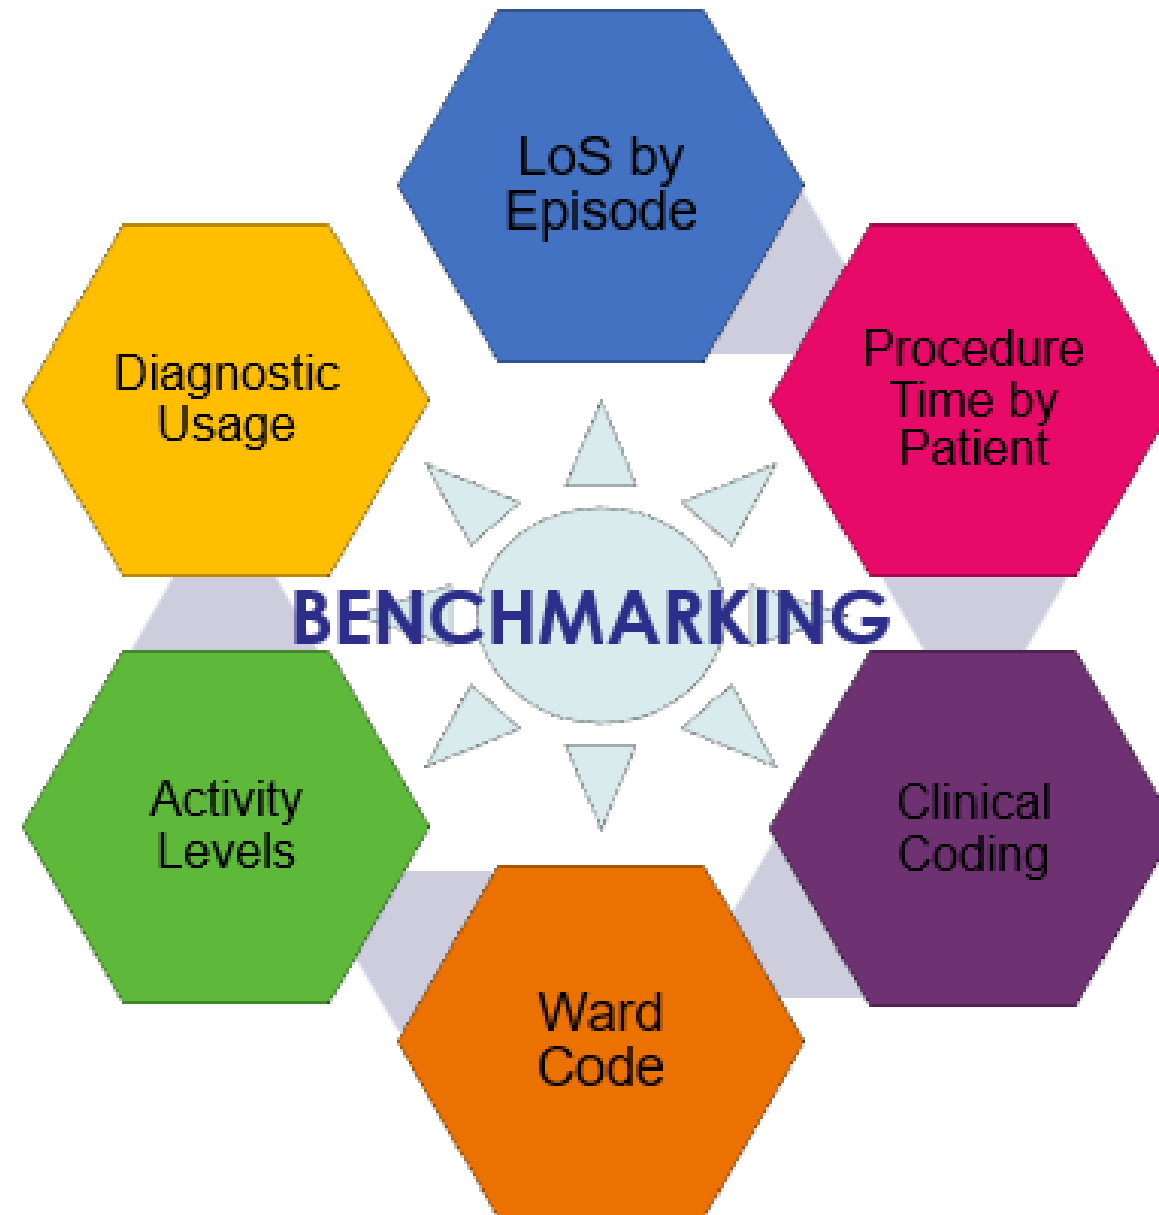 LoS by
Episode
Procedure
Time by
Patient
Diagnostic
Usage
BENCHMARKING
Clinical
Coding
Activity
Levels
Ward
Code